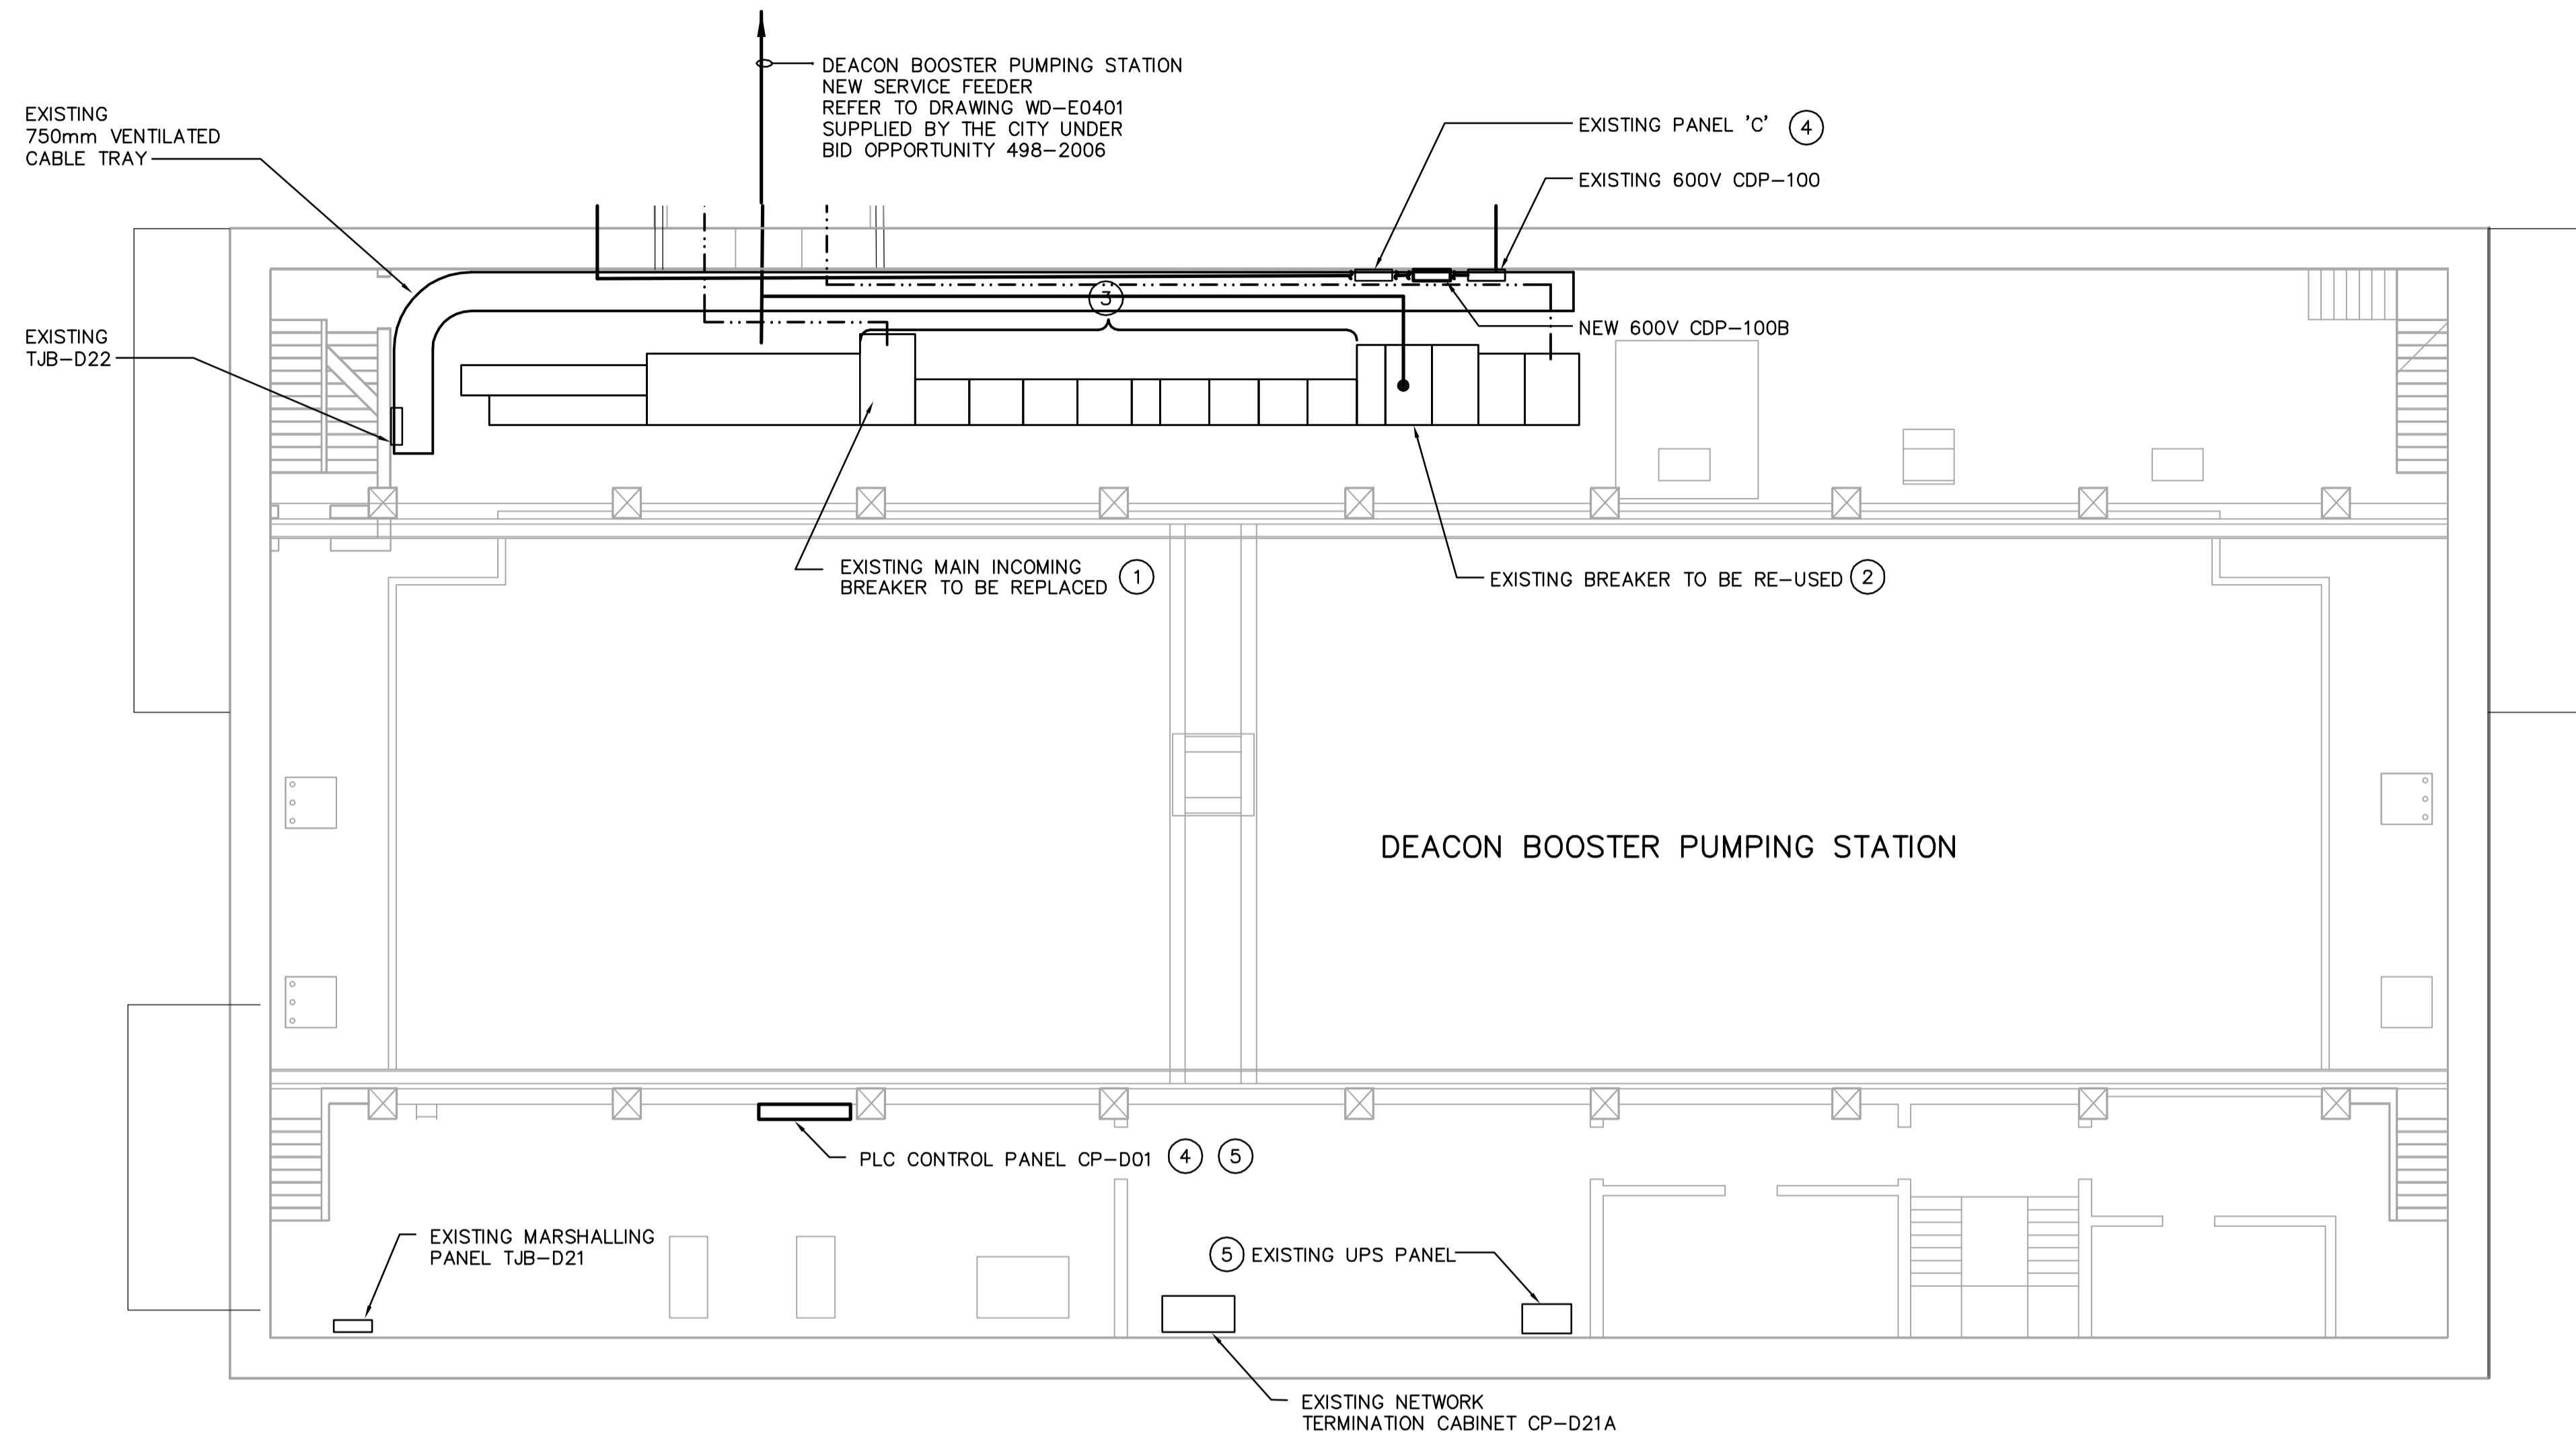 DEACON BOOSTER PUMPING STATION
NEW SERVICE FEEDER
REFER TO DRAWING WD-E0401
SUPPLIED BY THE CITY UNDER
BID OPPORTUNITY 498-2006
EXISTING
750mm VENTILATED
CABLE TRAY
EXISTING PANEL 'C' 4
EXISTING 600V CDP-100
3
NEW 600V CDP-100B
EXISTING
TJB-D22
EXISTING MAIN INCOMING
BREAKER TO BE REPLACED 1
EXISTING BREAKER TO BE RE-USED 2
DEACON BOOSTER PUMPING STATION
PLC CONTROL PANEL CP-D01 4 5
EXISTING MARSHALLING
PANEL TJB-D21
5 EXISTING UPS PANEL
EXISTING NETWORK
TERMINATION CABINET CP-D21A